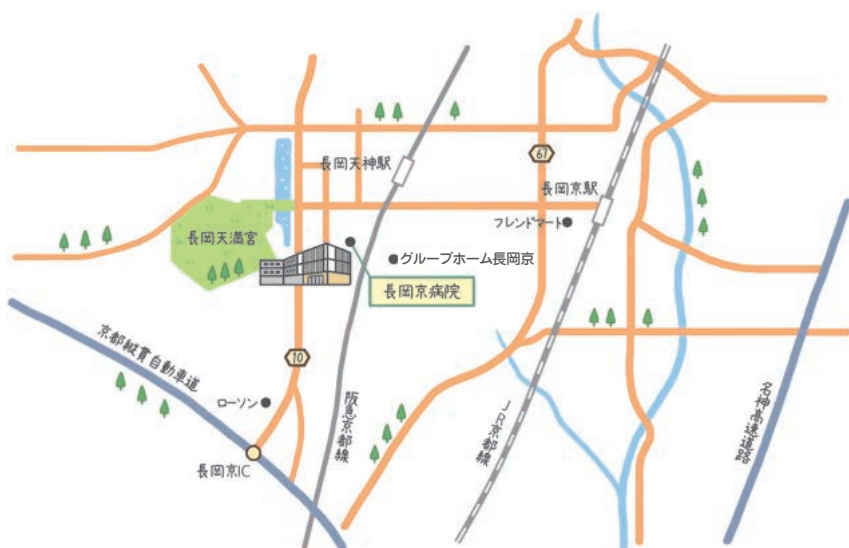 67
長岡天神駅
長岡京駅
フレンドマート
長岡天満宮
グループホーム長岡京
長岡京病院
京都縦貫自動車道
10
ローソン
阪急京都線
JR京都線
名神高速道路
長岡京IC